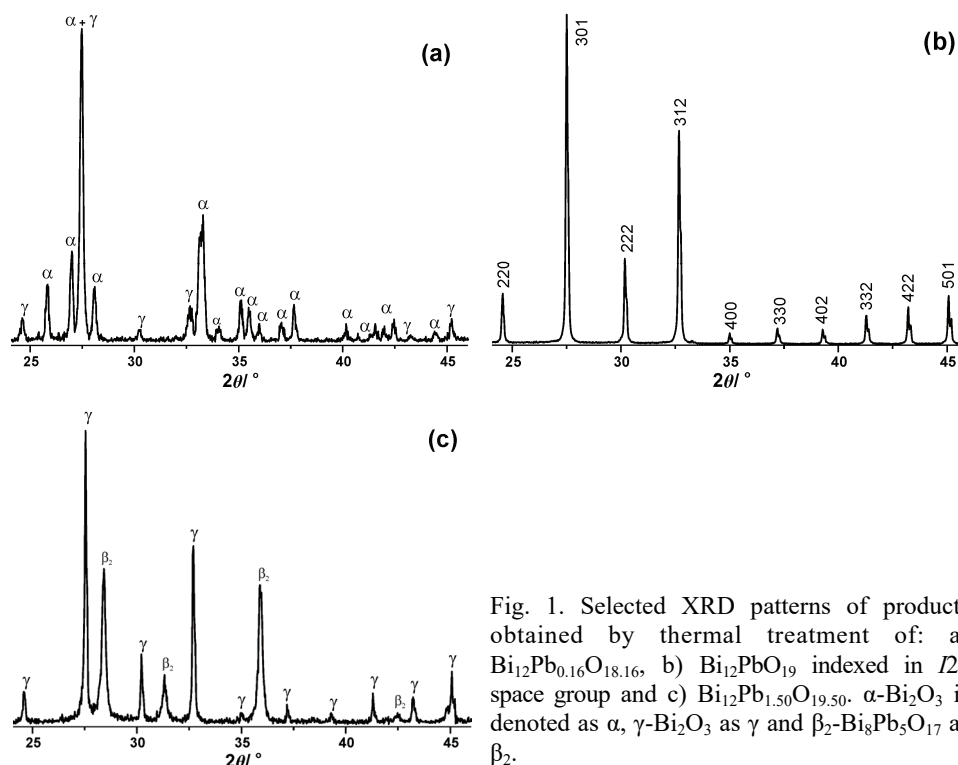 α + γ
(a)
α
α
α
α
γ
γ
γ
α
α
α
α
α
α
α
α
γ
α
γ
25
30
35
40
45
2θ/ °
(b)
301
312
222
220
400
330
402
332
422
501
25
30
35
40
45
2θ/ °
(c)
γ
β₂
γ
γ
γ
β₂
β₂
γ
γ
γ
γ
β₂
γ
γ
25
30
35
40
45
2θ/ °
Fig. 1. Selected XRD patterns of product
obtained by thermal treatment of: a
Bi₁₂Pb₀.₁₆O₁₈.₁₆, b) Bi₁₂PbO₁₉ indexed in I2
space group and c) Bi₁₂Pb₁.₅₀O₁₉.₅₀. α-Bi₂O₃ i
denoted as α, γ-Bi₂O₃ as γ and β₂-Bi₈Pb₅O₁₇ a
β₂.